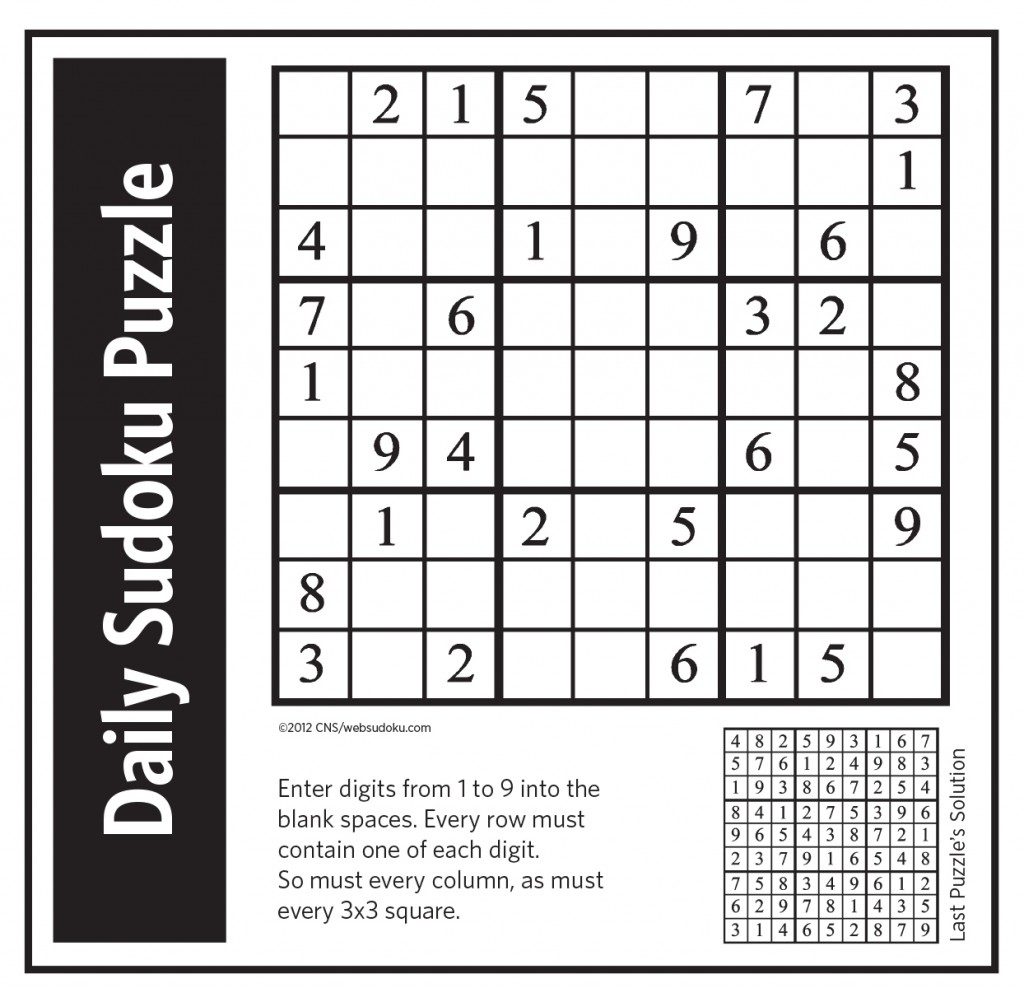 Daily Sudoku Puzzle
2 1 5 7 3
1
4 1 9 6
7 6 3 2
1 8
9 4 6 5
1 2 5 9
8
3 2 6 1 5
©2012 CNS/websudoku.com
Enter digits from 1 to 9 into the
blank spaces. Every row must
contain one of each digit.
So must every column, as must
every 3x3 square.
4 8 2 5 9 3 1 6 7
5 7 6 1 2 4 9 8 3
1 9 3 8 6 7 2 5 4
8 4 1 2 7 5 3 9 6
9 6 5 4 3 8 7 2 1
2 3 7 9 1 6 5 4 8
7 5 8 3 4 9 6 1 2
6 2 9 7 8 1 4 3 5
3 1 4 6 5 2 8 7 9
Last Puzzle's Solution